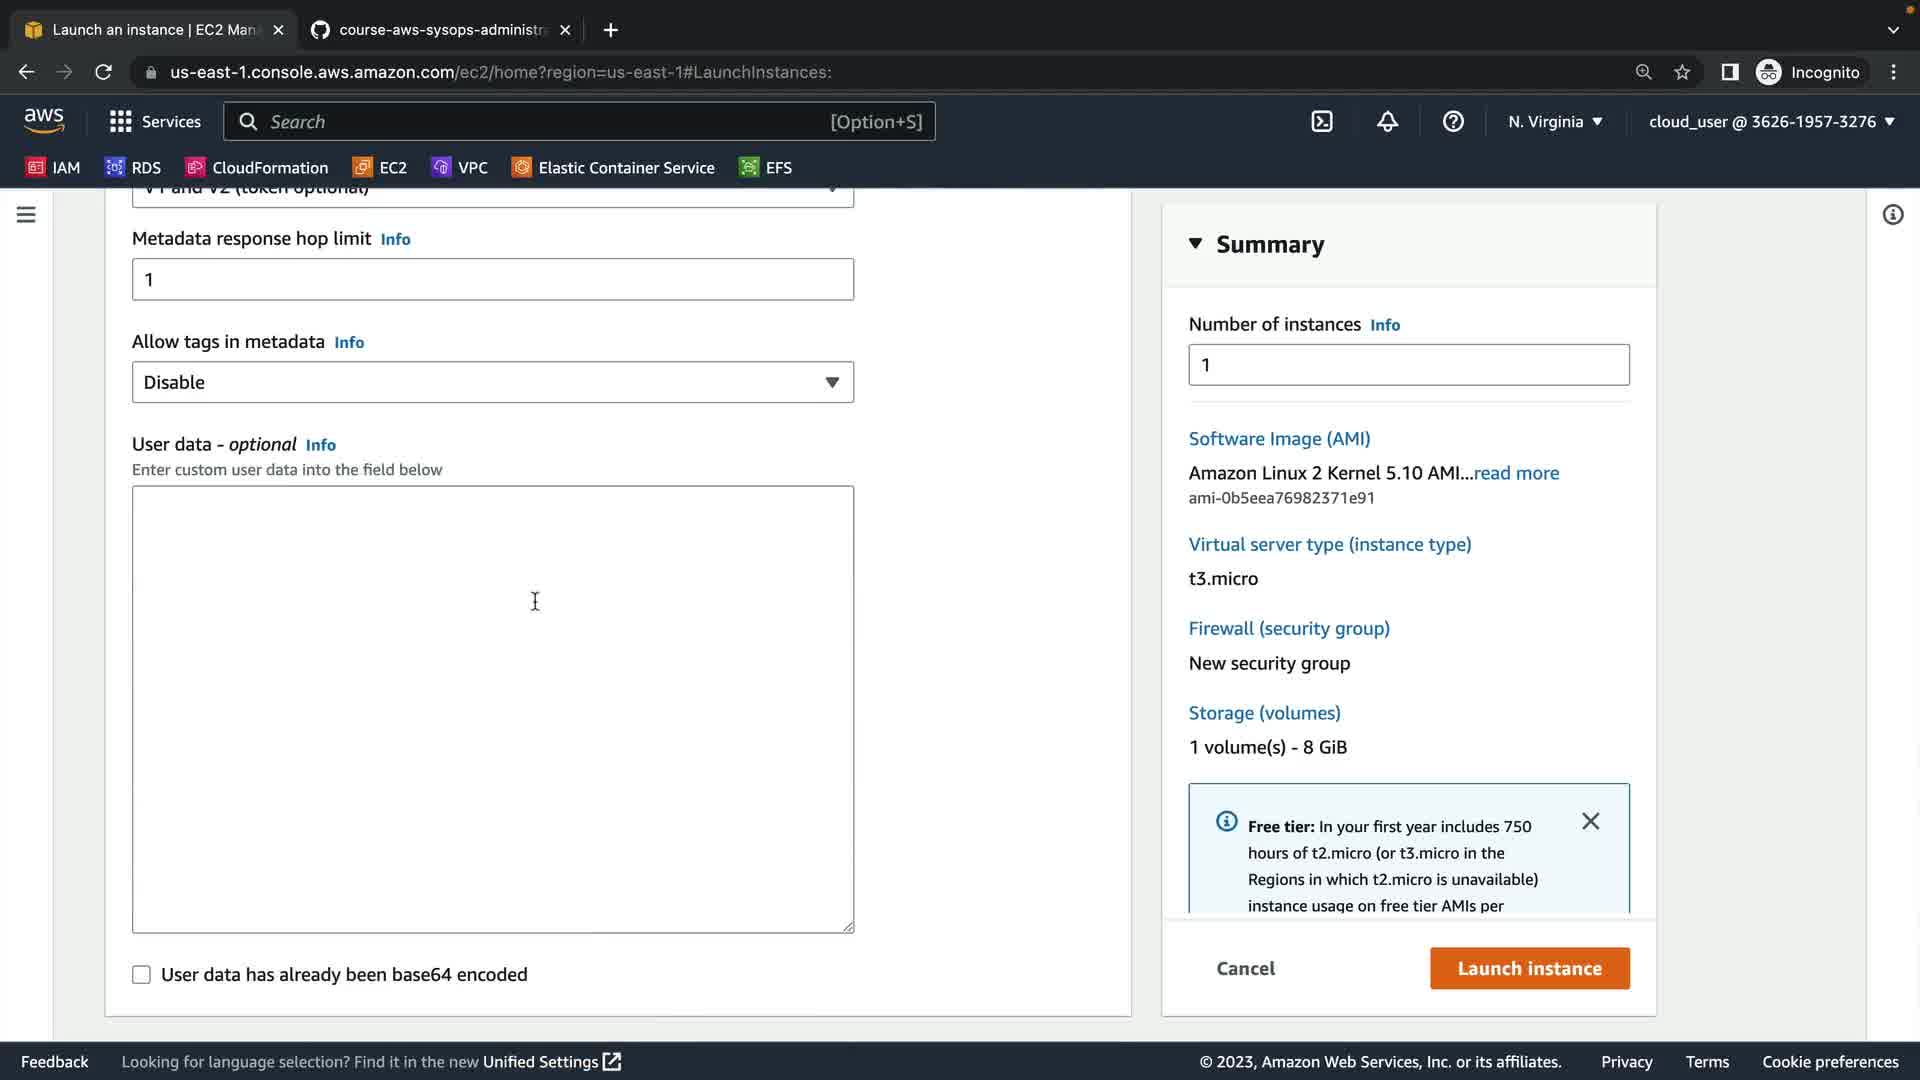 Launch an instance | EC2 Man
course-aws-sysops-administr
us-east-1.console.aws.amazon.com/ec2/home?region=us-east-1#LaunchInstances:
Incognito
aws
Services
Search
[Option+S]
N. Virginia
cloud_user @ 3626-1957-3276
IAM
RDS
CloudFormation
EC2
VPC
Elastic Container Service
EFS
V1 and V2 (token optional)
Metadata response hop limit Info
1
Allow tags in metadata Info
Disable
User data - optional Info
Enter custom user data into the field below
User data has already been base64 encoded
Summary
Number of instances Info
1
Software Image (AMI)
Amazon Linux 2 Kernel 5.10 AMI...read more
ami-0b5eea76982371e91
Virtual server type (instance type)
t3.micro
Firewall (security group)
New security group
Storage (volumes)
1 volume(s) - 8 GiB
Free tier: In your first year includes 750
hours of t2.micro (or t3.micro in the
Regions in which t2.micro is unavailable)
instance usage on free tier AMIs per
Cancel
Launch instance
Feedback
Looking for language selection? Find it in the new Unified Settings
© 2023, Amazon Web Services, Inc. or its affiliates.
Privacy
Terms
Cookie preferences